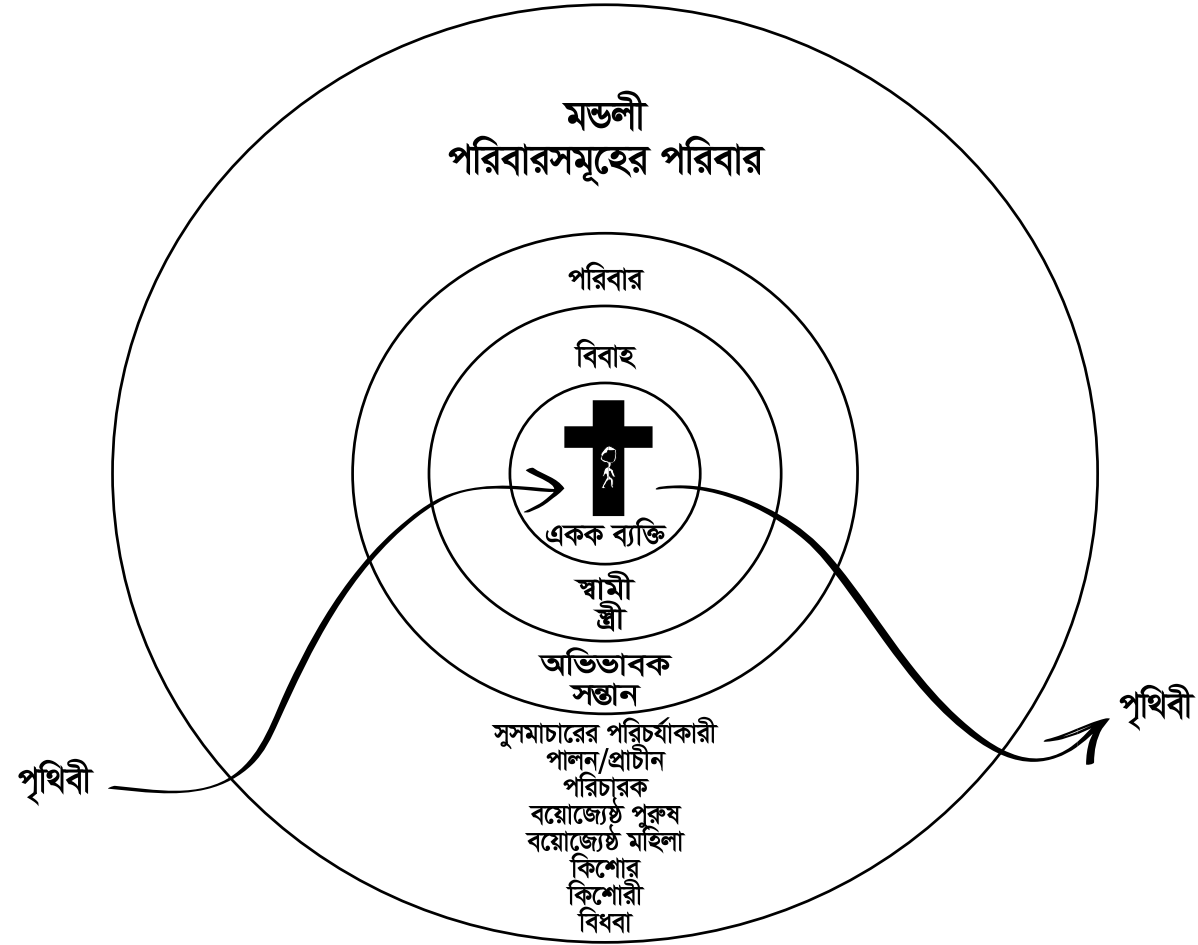 মন্ডলী
পরিবারসমূহের পরিবার
পরিবার
বিবাহ
একক ব্যক্তি
স্বামী
স্ত্রী
অভিভাবক
সন্তান
সুসমাচারের পরিচর্যাকারী
পালন/প্রাচীন
পরিচারক
বয়োজ্যেষ্ঠ পুরুষ
বয়োজ্যেষ্ঠ মহিলা
কিশোর
কিশোরী
বিধবা
পৃথিবী
পৃথিবী